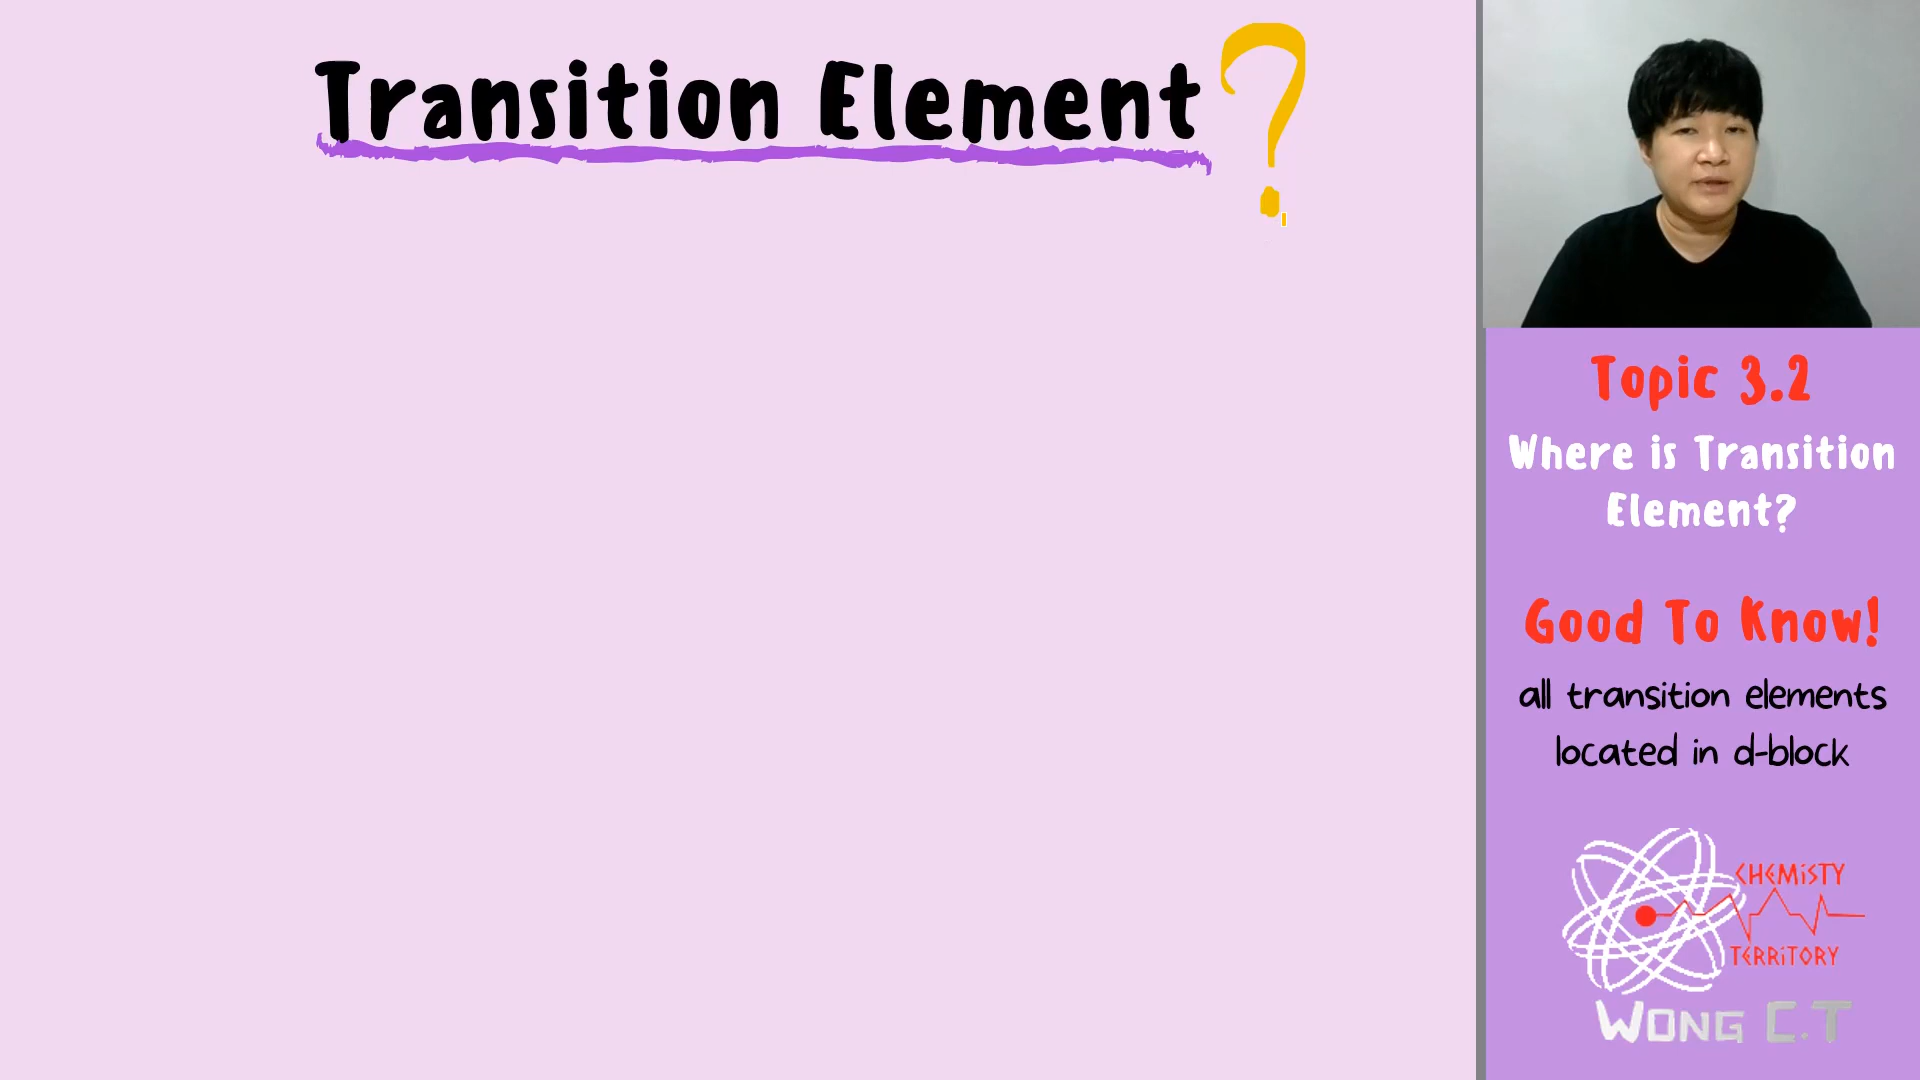 Transition Element?
Topic 3.2
Where is Transition
Element?
Good To Know!
all transition elements
located in d-block
CHEMiSTY
TERRiTORY
WONG C.T